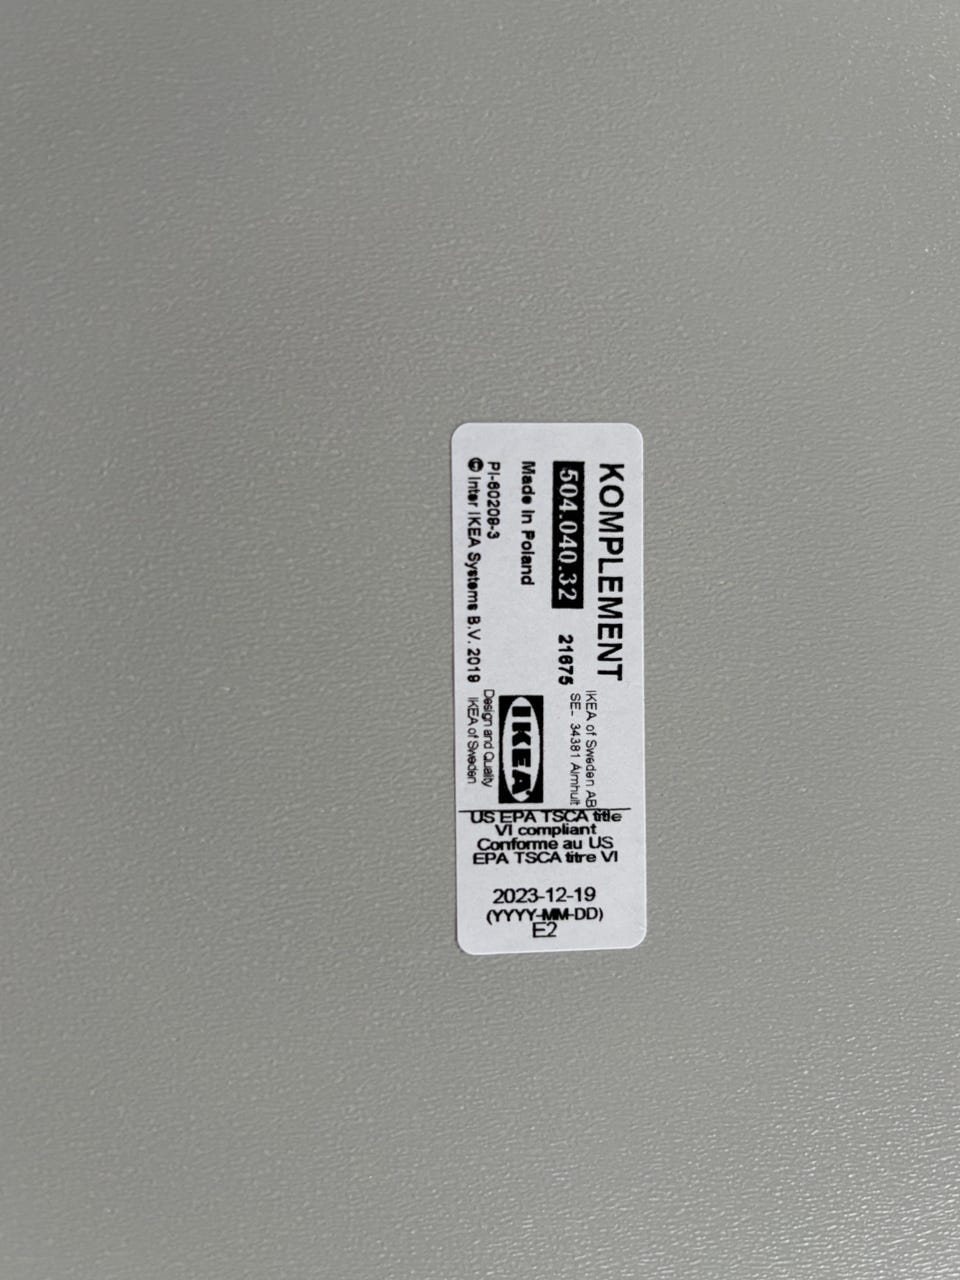 KOMPLEMENT
504.040.32 21675
Made in Poland
PI-60209-3
© Inter IKEA Systems B.V. 2019
IKEA of Sweden AB
SE- 34381 Älmhult
IKEA
Design and Quality
IKEA of Sweden
US EPA TSCA title
VI compliant
Conforme au US
EPA TSCA titre VI
2023-12-19
(YYYY-MM-DD)
E2